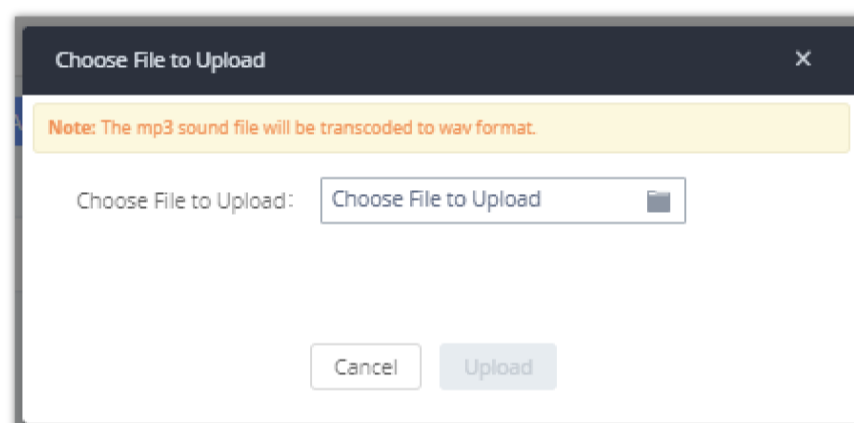 Choose File to Upload
Note: The mp3 sound file will be transcoded to wav format.
Choose File to Upload: Choose File to Upload
Cancel Upload